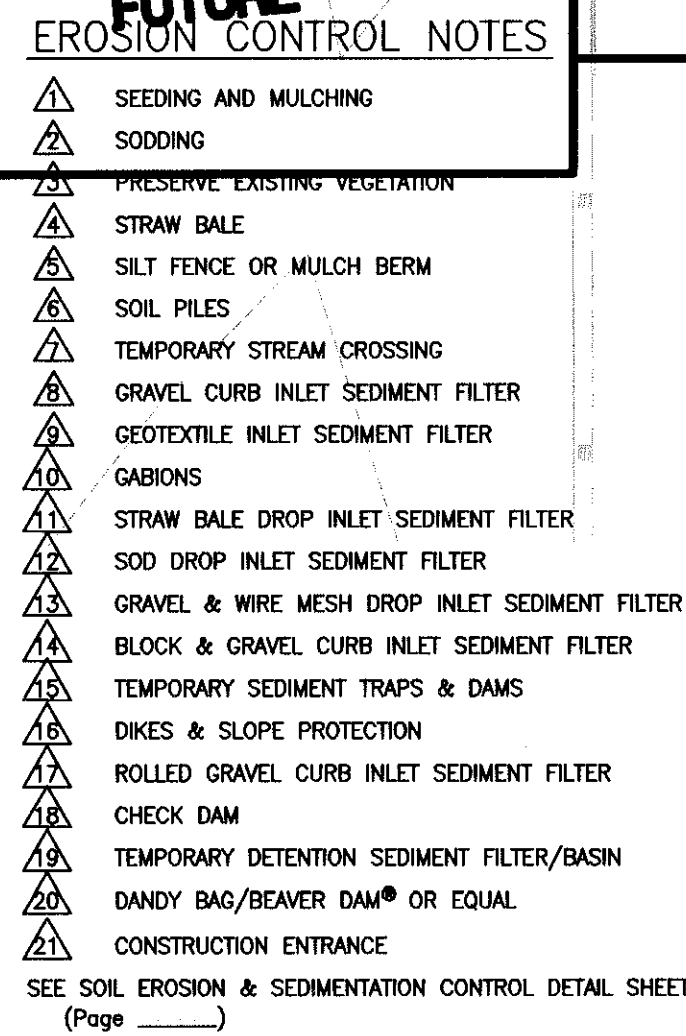 FUTURE
EROSION CONTROL NOTES
1 SEEDING AND MULCHING
2 SODDING
3 PRESERVE EXISTING VEGETATION
4 STRAW BALE
5 SILT FENCE OR MULCH BERM
6 SOIL PILES
7 TEMPORARY STREAM CROSSING
8 GRAVEL CURB INLET SEDIMENT FILTER
9 GEOTEXTILE INLET SEDIMENT FILTER
10 GABIONS
11 STRAW BALE DROP INLET SEDIMENT FILTER
12 SOD DROP INLET SEDIMENT FILTER
13 GRAVEL & WIRE MESH DROP INLET SEDIMENT FILTER
14 BLOCK & GRAVEL CURB INLET SEDIMENT FILTER
15 TEMPORARY SEDIMENT TRAPS & DAMS
16 DIKES & SLOPE PROTECTION
17 ROLLED GRAVEL CURB INLET SEDIMENT FILTER
18 CHECK DAM
19 TEMPORARY DETENTION SEDIMENT FILTER/BASIN
20 DANDY BAG/BEAVER DAM® OR EQUAL
21 CONSTRUCTION ENTRANCE
SEE SOIL EROSION & SEDIMENTATION CONTROL DETAIL SHEET
(Page ______)